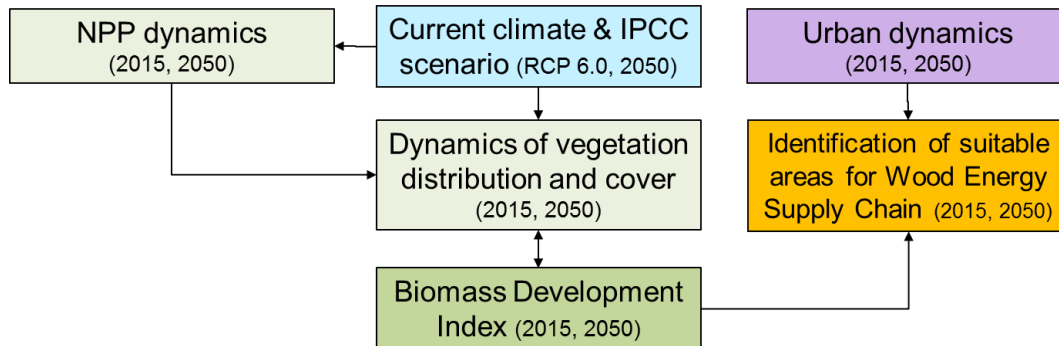 NPP dynamics
(2015, 2050)
Current climate & IPCC
scenario (RCP 6.0, 2050)
Urban dynamics
(2015, 2050)
Dynamics of vegetation
distribution and cover
(2015, 2050)
Identification of suitable
areas for Wood Energy
Supply Chain (2015, 2050)
Biomass Development
Index (2015, 2050)